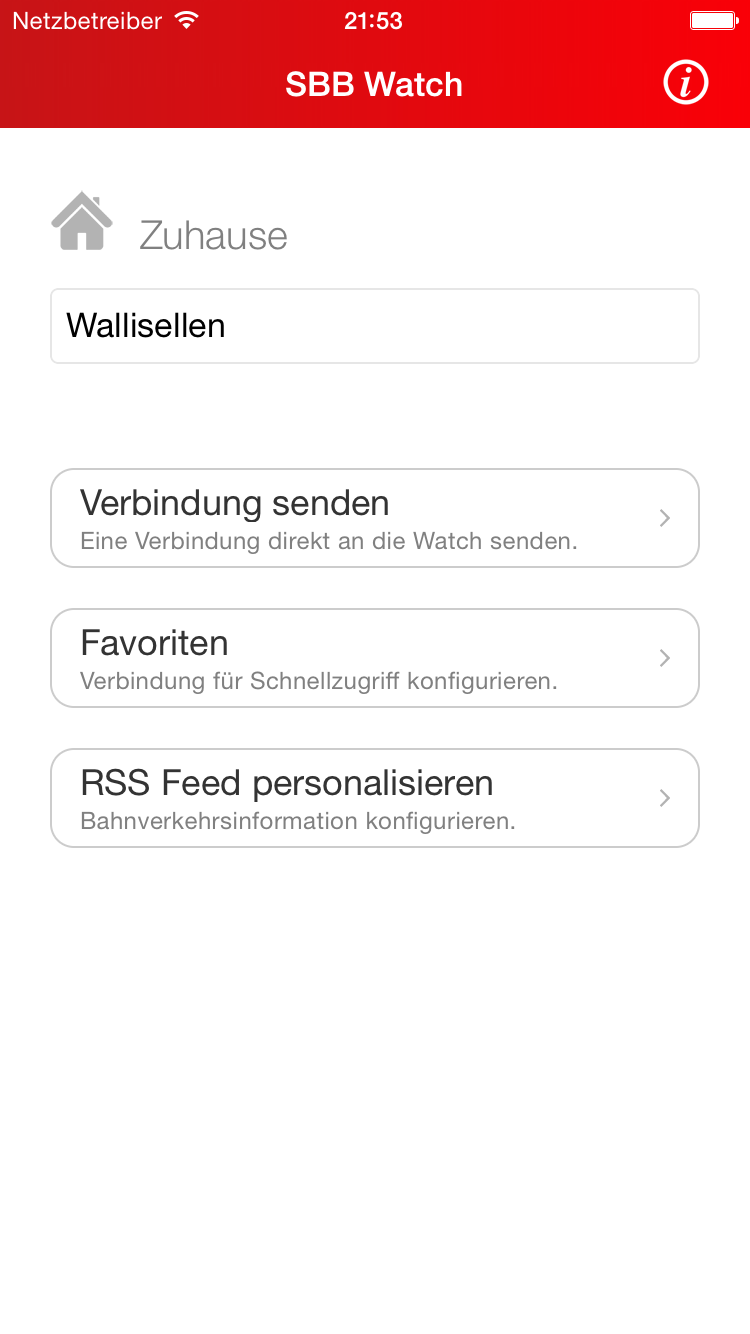 Netzbetreiber 21:53
SBB Watch
Zuhause
Wallisellen
Verbindung senden
Eine Verbindung direkt an die Watch senden.
Favoriten
Verbindung für Schnellzugriff konfigurieren.
RSS Feed personalisieren
Bahnverkehrsinformation konfigurieren.